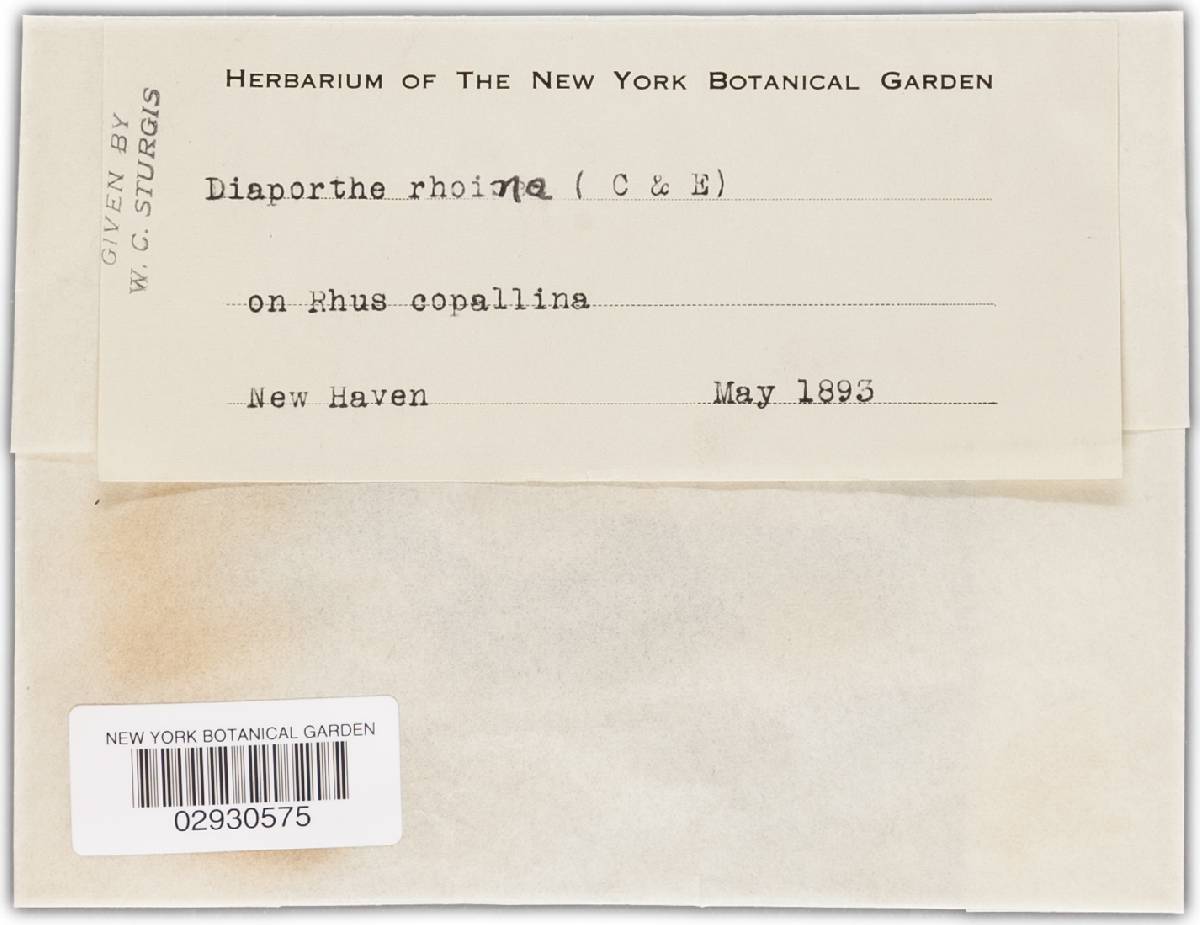 HERBARIUM OF THE NEW YORK BOTANICAL GARDEN
GIVEN BY
W. C. STURGIS
Diaporthe rhoina ( C & E)
on Rhus copallina
New Haven May 1893
NEW YORK BOTANICAL GARDEN
02930575